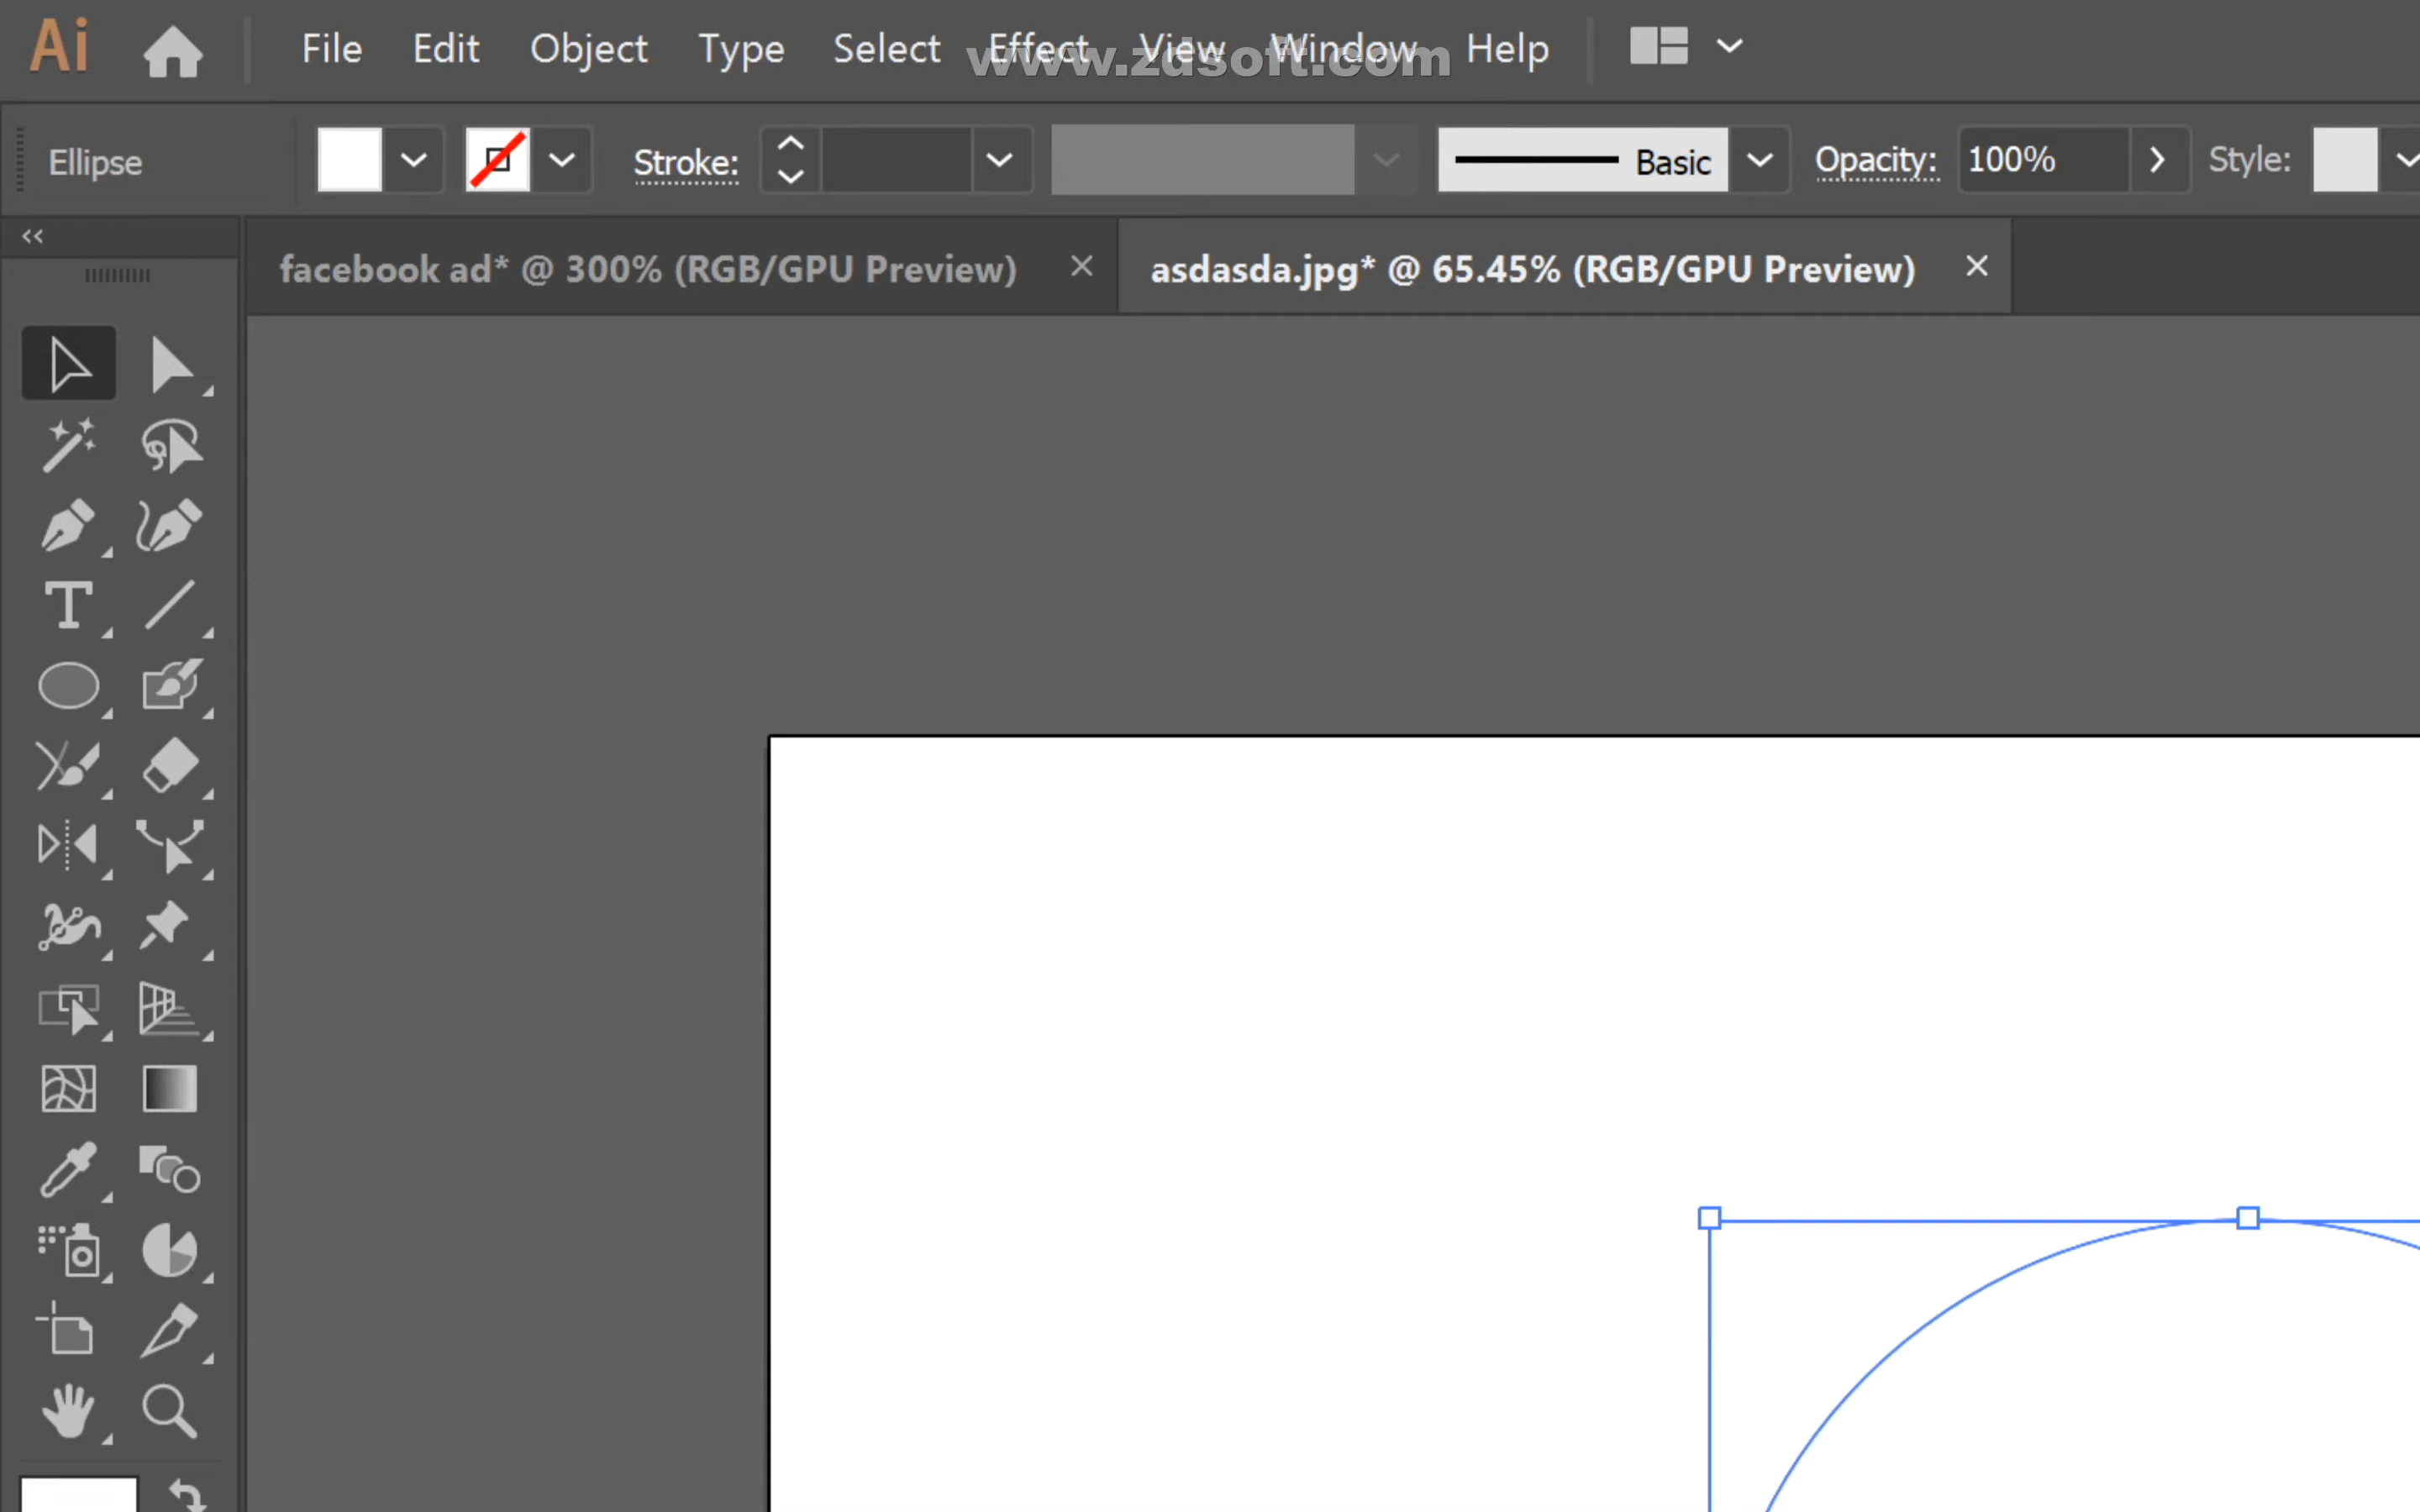 Ai File Edit Object Type Select Effect View Window Help
www.zdsoft.com
Ellipse Stroke: Basic Opacity: 100% Style:
facebook ad* @ 300% (RGB/GPU Preview) asdasda.jpg* @ 65.45% (RGB/GPU Preview)